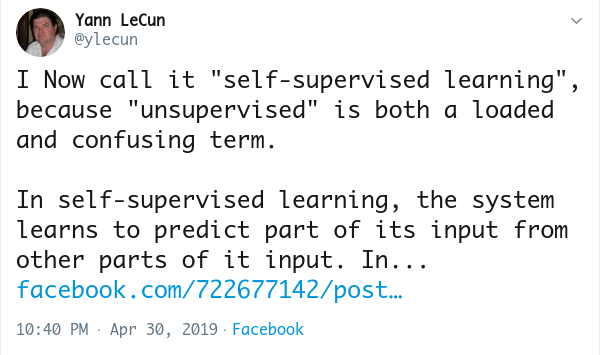 Yann LeCun
@ylecun
I Now call it "self-supervised learning",
because "unsupervised" is both a loaded
and confusing term.
In self-supervised learning, the system
learns to predict part of its input from
other parts of it input. In...
facebook.com/722677142/post…
10:40 PM · Apr 30, 2019 · Facebook